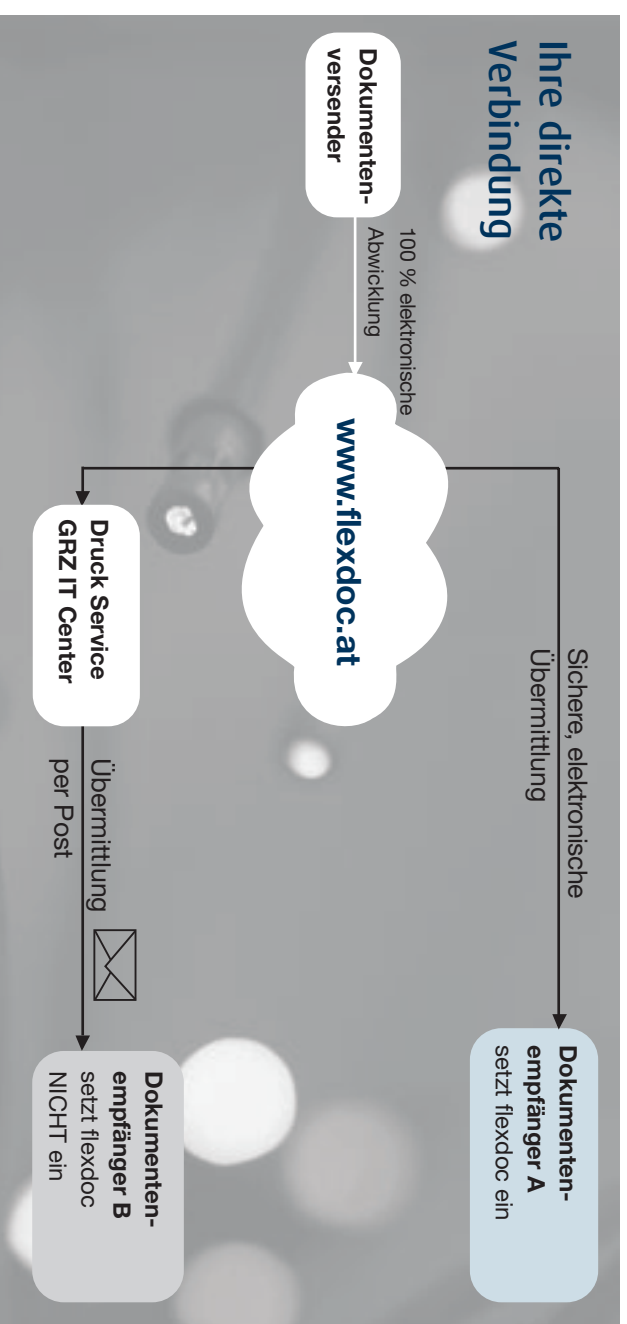 Ihre direkte
Verbindung
Dokumenten-
versender
100 % elektronische
Abwicklung
www.flexdoc.at
Sichere, elektronische
Übermittlung
Dokumenten-
empfänger A
setzt flexdoc ein
Druck Service
GRZ IT Center
Übermittlung
per Post
Dokumenten-
empfänger B
setzt flexdoc
NICHT ein